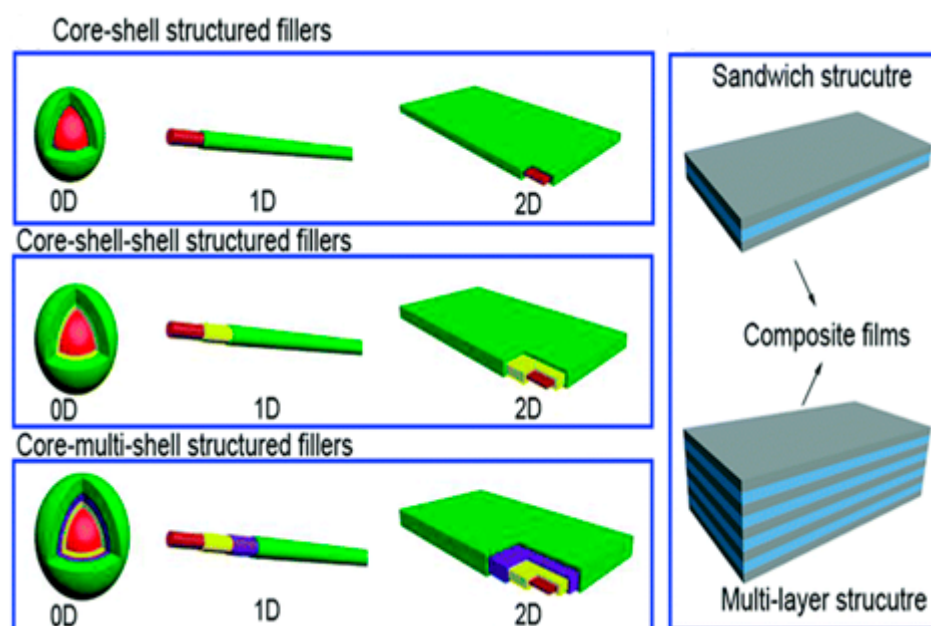 Core-shell structured fillers
0D
1D
2D
Core-shell-shell structured fillers
0D
1D
2D
Core-multi-shell structured fillers
0D
1D
2D
Sandwich strucutre
Composite films
Multi-layer strucutre